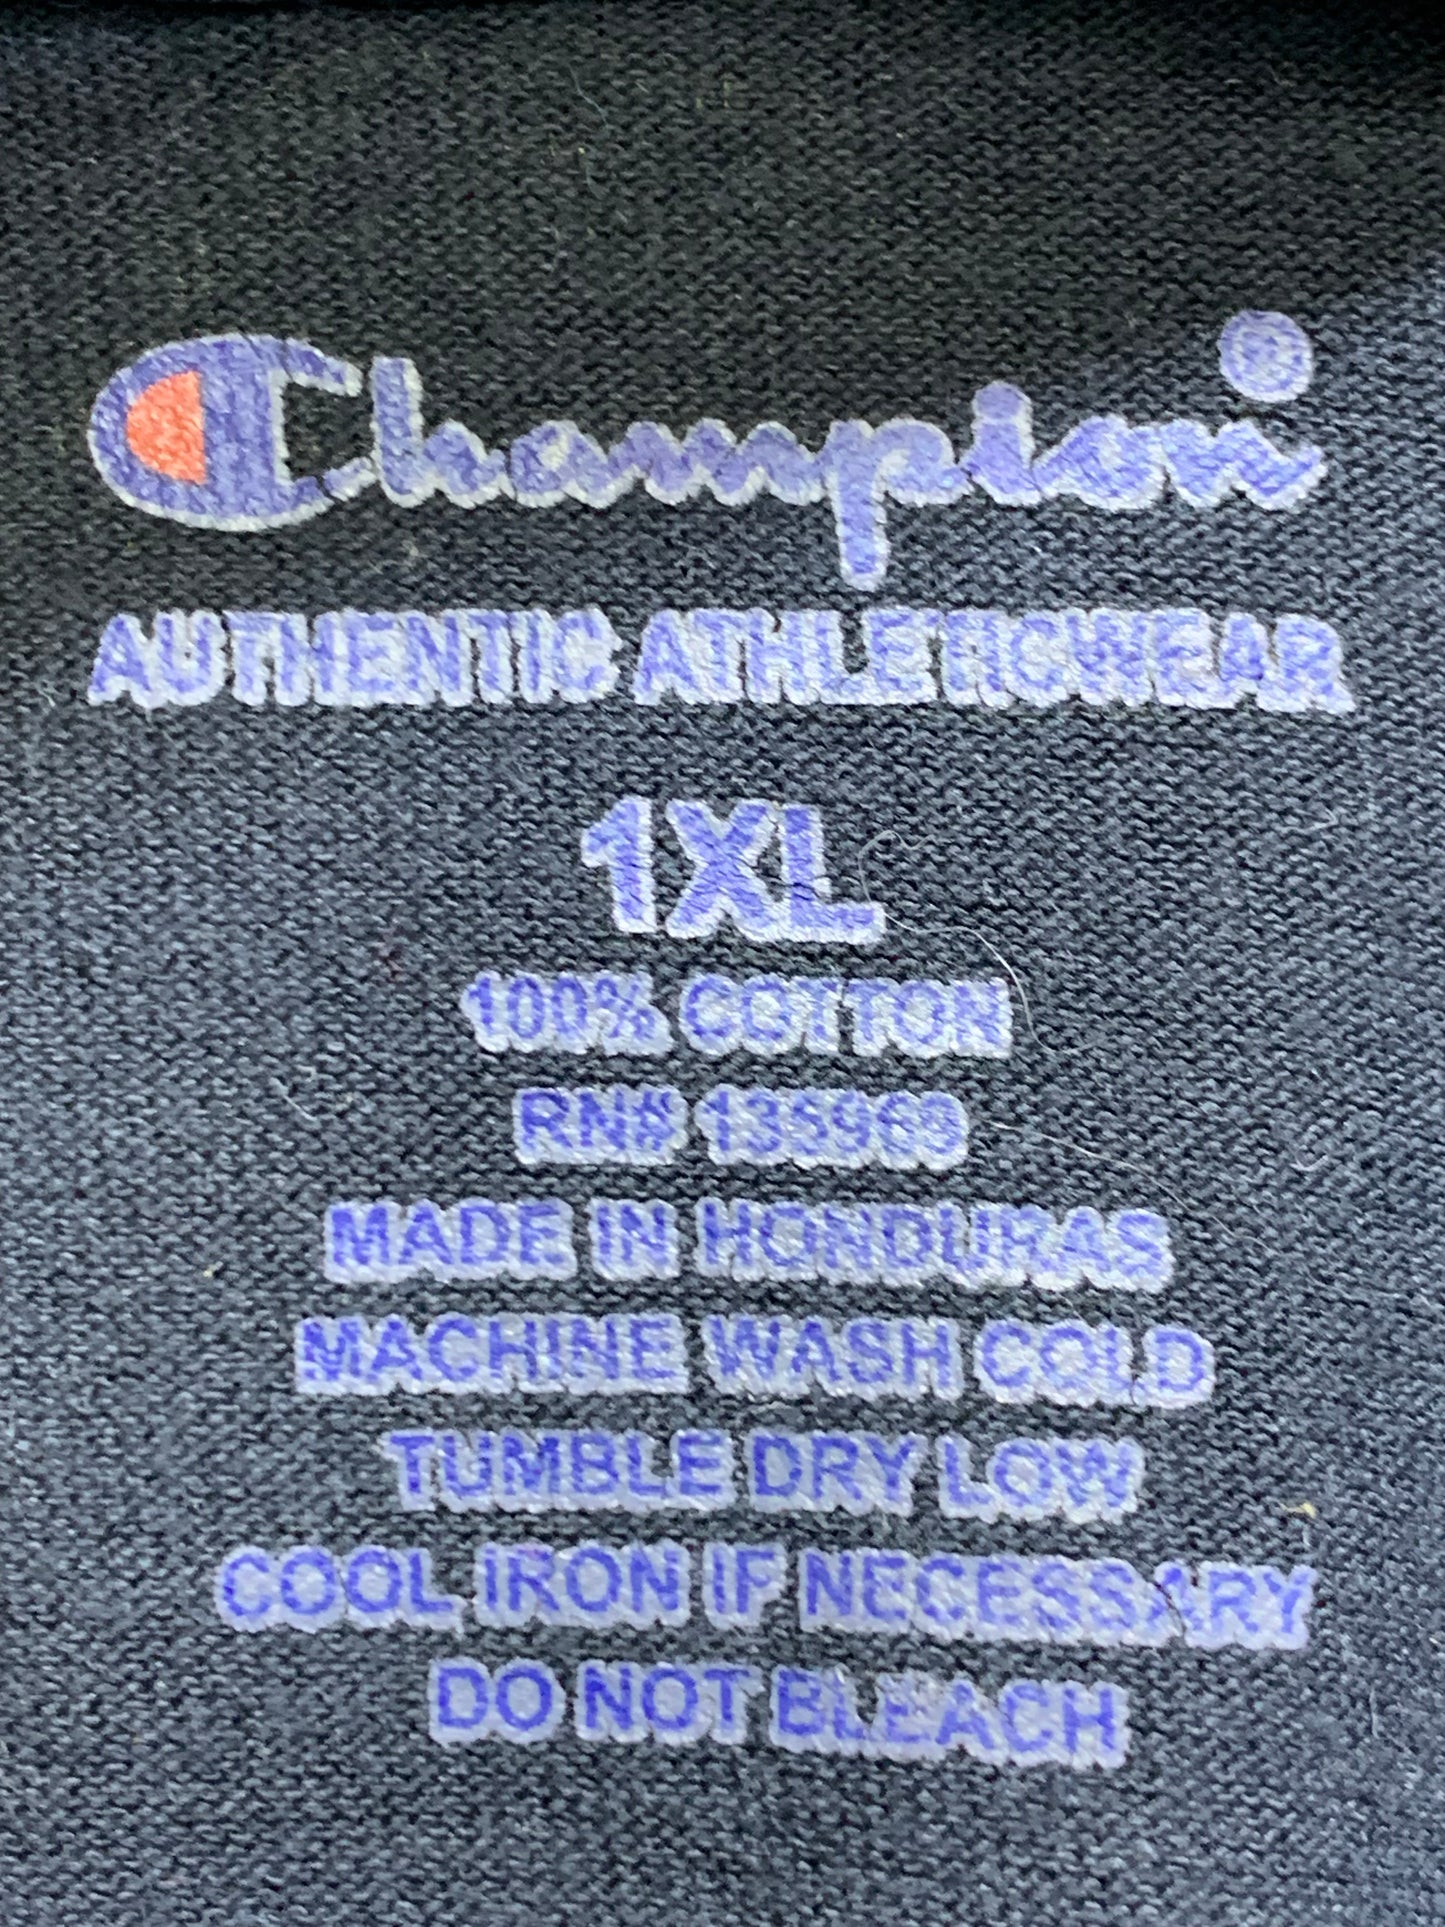 Champion®
AUTHENTIC ATHLETICWEAR
1XL
100% COTTON
RN# 135969
MADE IN HONDURAS
MACHINE WASH COLD
TUMBLE DRY LOW
COOL IRON IF NECESSARY
DO NOT BLEACH